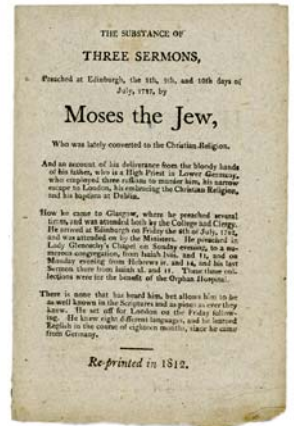 THE SUBSTANCE OF
THREE SERMONS,
Preached at Edinburgh, the 8th, 9th, and 10th days of
July, 1787, by
Moses the Jew,
Who was lately converted to the Christian Religion.
And an account of his deliverance from the bloody hands
of his father, who is a High Priest in Lower Germany,
who employed three ruffians to murder him, his narrow
escape to London, his embracing the Christian Religion,
and his baptism at Dublin.
How he came to Glasgow, where he preached several
times, and was attended both by the College and Clergy.
He arrived at Edinburgh on Friday the 6th of July, 1787,
and was attended on by the Ministers. He preached in
Lady Glenorchy's Chapel on Sunday evening, to a nu-
merous congregation, from Isaiah and 13, and on
Monday evening from Hebrews and 14, and his last
Sermon there from Isaiah and 11. These three col-
lections were for the benefit of the Orphan Hospital.
There is none that has heard him, but allows him to be
as well known in the Scriptures and as pious as ever they
knew. He set off for London on the Friday follow-
ing. He knew eight different languages, and he learned
English in the course of eighteen months, since he came
from Germany.
Re-printed in 1812.